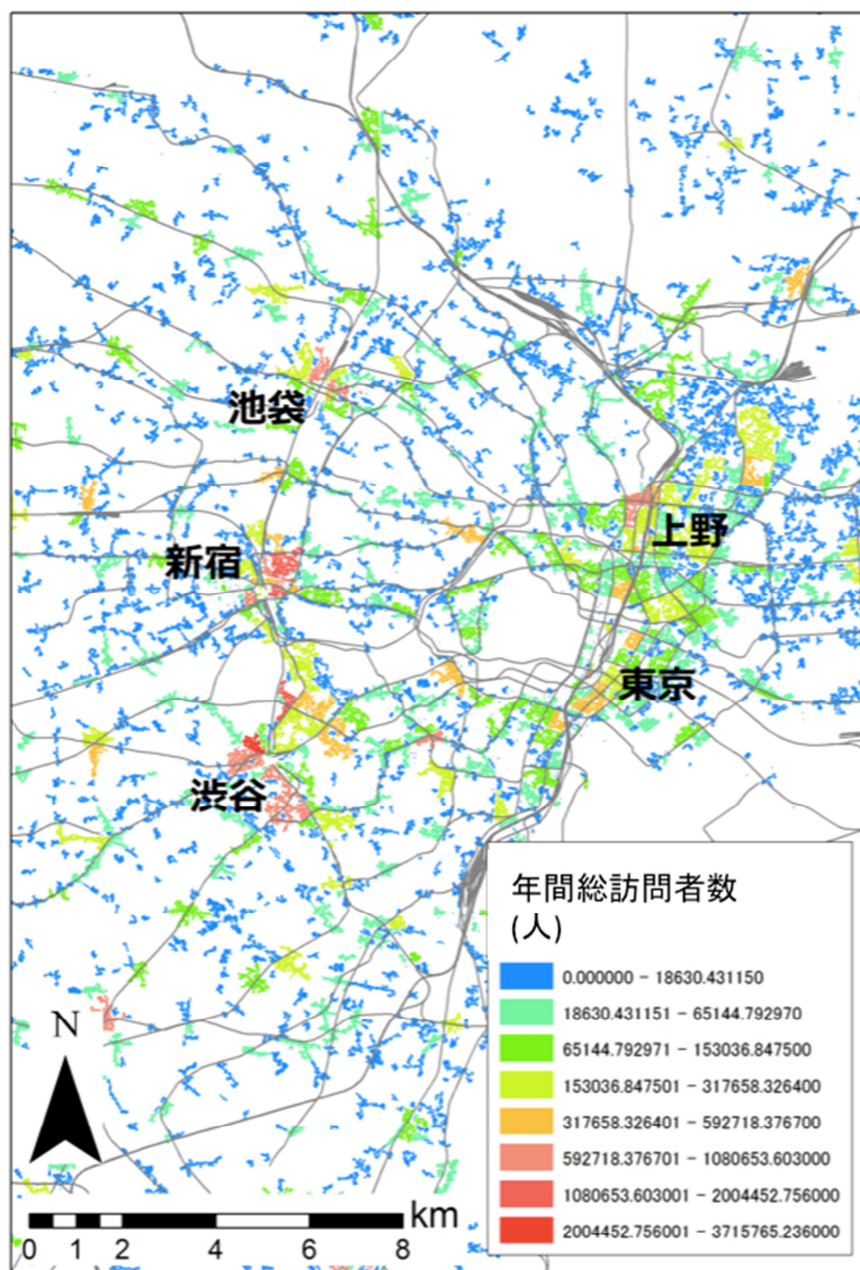 池袋
新宿
上野
東京
渋谷
年間総訪問者数
(人)
0.000000 - 18630.431150
18630.431151 - 65144.792970
65144.792971 - 153036.847500
153036.847501 - 317658.326400
317658.326401 - 592718.376700
592718.376701 - 1080653.603000
1080653.603001 - 2004452.756000
2004452.756001 - 3715765.236000
N
km
0 1 2 4 6 8